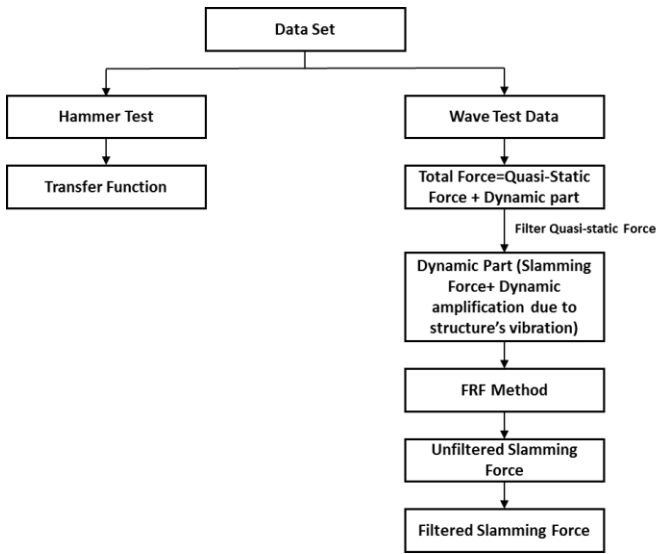 Data Set
Hammer Test
Wave Test Data
Transfer Function
Total Force=Quasi-Static
Force + Dynamic part
Filter Quasi-static Force
Dynamic Part (Slamming
Force+ Dynamic
amplification due to
structure's vibration)
FRF Method
Unfiltered Slamming
Force
Filtered Slamming Force